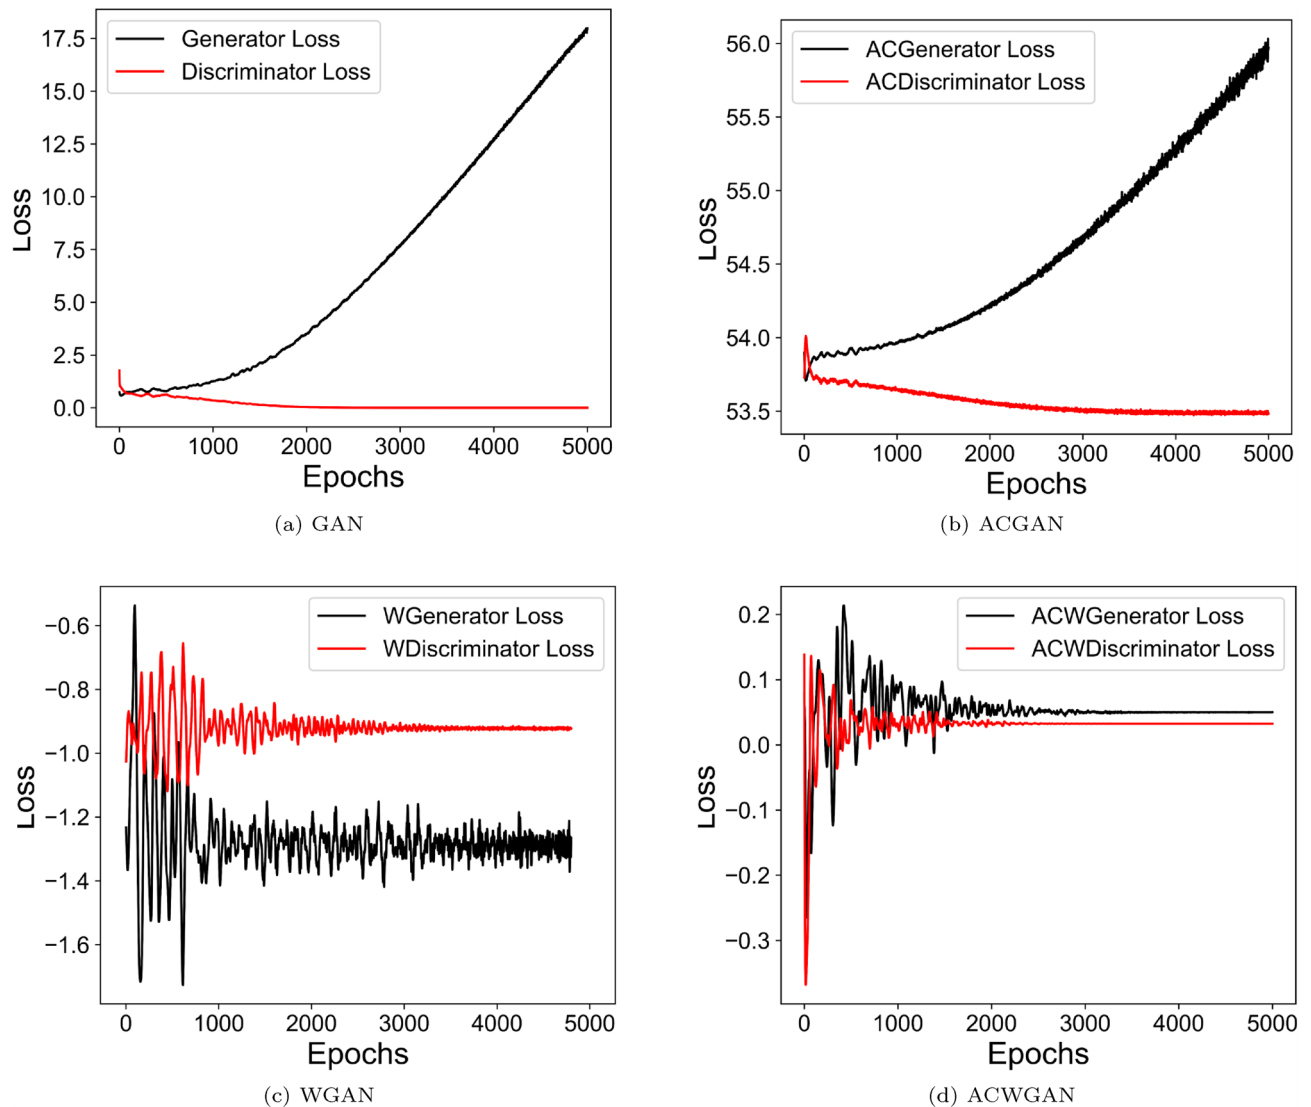 Generator Loss
Discriminator Loss
17.5
15.0
12.5
10.0
7.5
5.0
2.5
0.0
Loss
0 1000 2000 3000 4000 5000
Epochs
(a) GAN
ACGenerator Loss
ACDiscriminator Loss
56.0
55.5
55.0
54.5
54.0
53.5
Loss
0 1000 2000 3000 4000 5000
Epochs
(b) ACGAN
WGenerator Loss
WDiscriminator Loss
−0.6
−0.8
−1.0
−1.2
−1.4
−1.6
Loss
0 1000 2000 3000 4000 5000
Epochs
(c) WGAN
ACWGenerator Loss
ACWDiscriminator Loss
0.2
0.1
0.0
−0.1
−0.2
−0.3
Loss
0 1000 2000 3000 4000 5000
Epochs
(d) ACWGAN